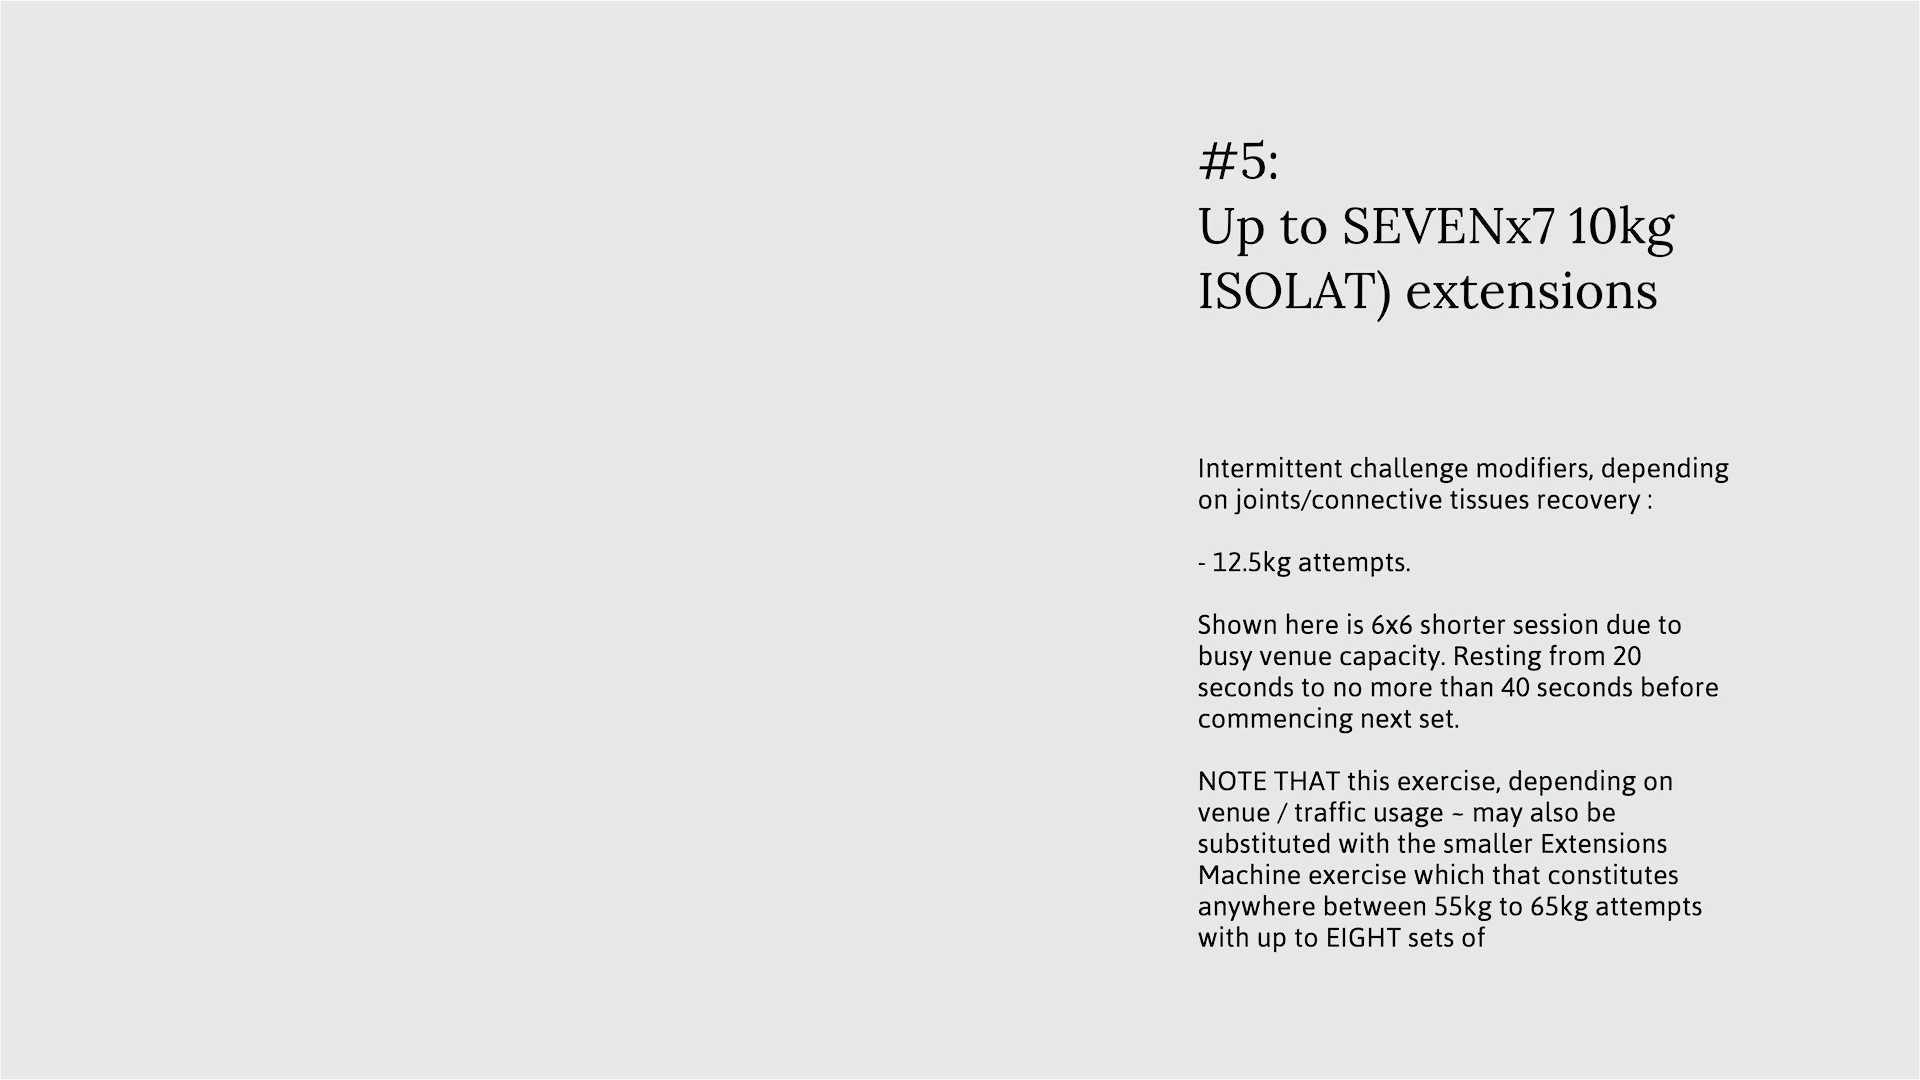 #5:
Up to SEVENx7 10kg
ISOLAT) extensions
Intermittent challenge modifiers, depending
on joints/connective tissues recovery :
- 12.5kg attempts.
Shown here is 6x6 shorter session due to
busy venue capacity. Resting from 20
seconds to no more than 40 seconds before
commencing next set.
NOTE THAT this exercise, depending on
venue / traffic usage ~ may also be
substituted with the smaller Extensions
Machine exercise which that constitutes
anywhere between 55kg to 65kg attempts
with up to EIGHT sets of